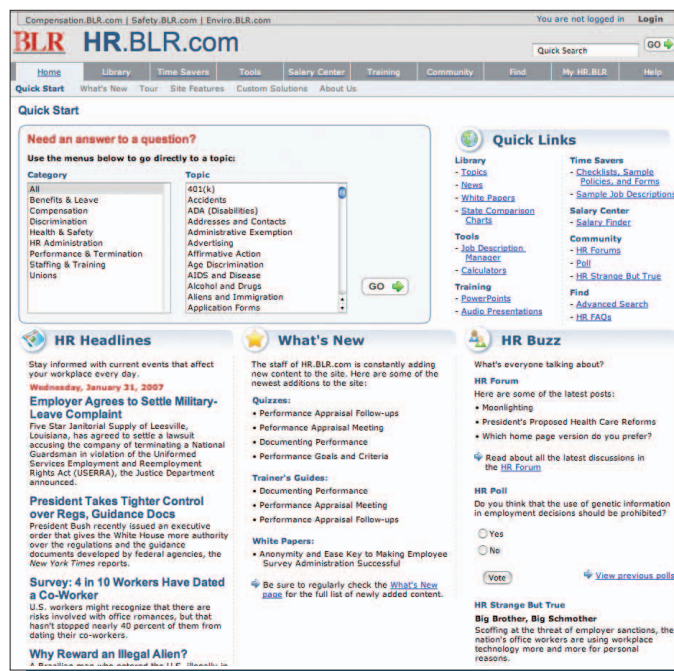 Compensation.BLR.com | Safety.BLR.com | Enviro.BLR.com
You are not logged in Login
BLR HR.BLR.com
Quick Search GO
Home Library Time Savers Tools Salary Center Training Community Find My HR.BLR Help
Quick Start What's New Tour Site Features Custom Solutions About Us
Quick Start
Need an answer to a question?
Use the menus below to go directly to a topic:
Category
All
Benefits & Leave
Compensation
Discrimination
Health & Safety
HR Administration
Performance & Termination
Staffing & Training
Unions
Topic
401(k)
Accidents
ADA (Disabilities)
Addresses and Contacts
Administrative Exemption
Advertising
Affirmative Action
Age Discrimination
AIDS and Disease
Alcohol and Drugs
Aliens and Immigration
Application Forms
GO
Quick Links
Library
- Topics
- News
- White Papers
- State Comparison
Charts
Tools
- Job Description
Manager
- Calculators
Training
- PowerPoints
- Audio Presentations
Time Savers
- Checklists, Sample
Policies, and Forms
- Sample Job Descriptions
Salary Center
- Salary Finder
Community
- HR Forums
- Poll
- HR Strange But True
Find
- Advanced Search
- HR FAQs
HR Headlines
Stay informed with current events that affect
your workplace every day.
Wednesday, January 31, 2007
Employer Agrees to Settle Military-
Leave Complaint
Five Star Janitorial Supply of Leesville,
Louisiana, has agreed to settle a lawsuit
accusing the company of terminating a National
Guardsman in violation of the Uniformed
Services Employment and Reemployment
Rights Act (USERRA), the Justice Department
announced.
President Takes Tighter Control
over Regs, Guidance Docs
President Bush recently issued an executive
order that gives the White House more authority
over the regulations and the guidance
documents developed by federal agencies, the
New York Times reports.
Survey: 4 in 10 Workers Have Dated
a Co-Worker
U.S. workers might recognize that there are
risks involved with office romances, but that
hasn't stopped nearly 40 percent of them from
dating their co-workers.
Why Reward an Illegal Alien?
A Brazilian man who entered the U.S. illegally in
What's New
The staff of HR.BLR.com is constantly adding
new content to the site. Here are some of the
newest additions to the site:
Quizzes:
• Performance Appraisal Follow-ups
• Peformance Appraisal Meeting
• Documenting Performance
• Performance Goals and Criteria
Trainer's Guides:
• Documenting Performance
• Performance Appraisal Meeting
• Performance Appraisal Follow-ups
White Papers:
• Anonymity and Ease Key to Making Employee
Survey Administration Successful
Be sure to regularly check the What's New
page for the full list of newly added content.
HR Buzz
What's everyone talking about?
HR Forum
Here are some of the latest posts:
• Moonlighting
• President's Proposed Health Care Reforms
• Which home page version do you prefer?
Read about all the latest discussions in
the HR Forum
HR Poll
Do you think that the use of genetic information
in employment decisions should be prohibited?
Yes
No
Vote View previous polls
HR Strange But True
Big Brother, Big Schmother
Scoffing at the threat of employer sanctions, the
nation's office workers are using workplace
technology more and more for personal
reasons.